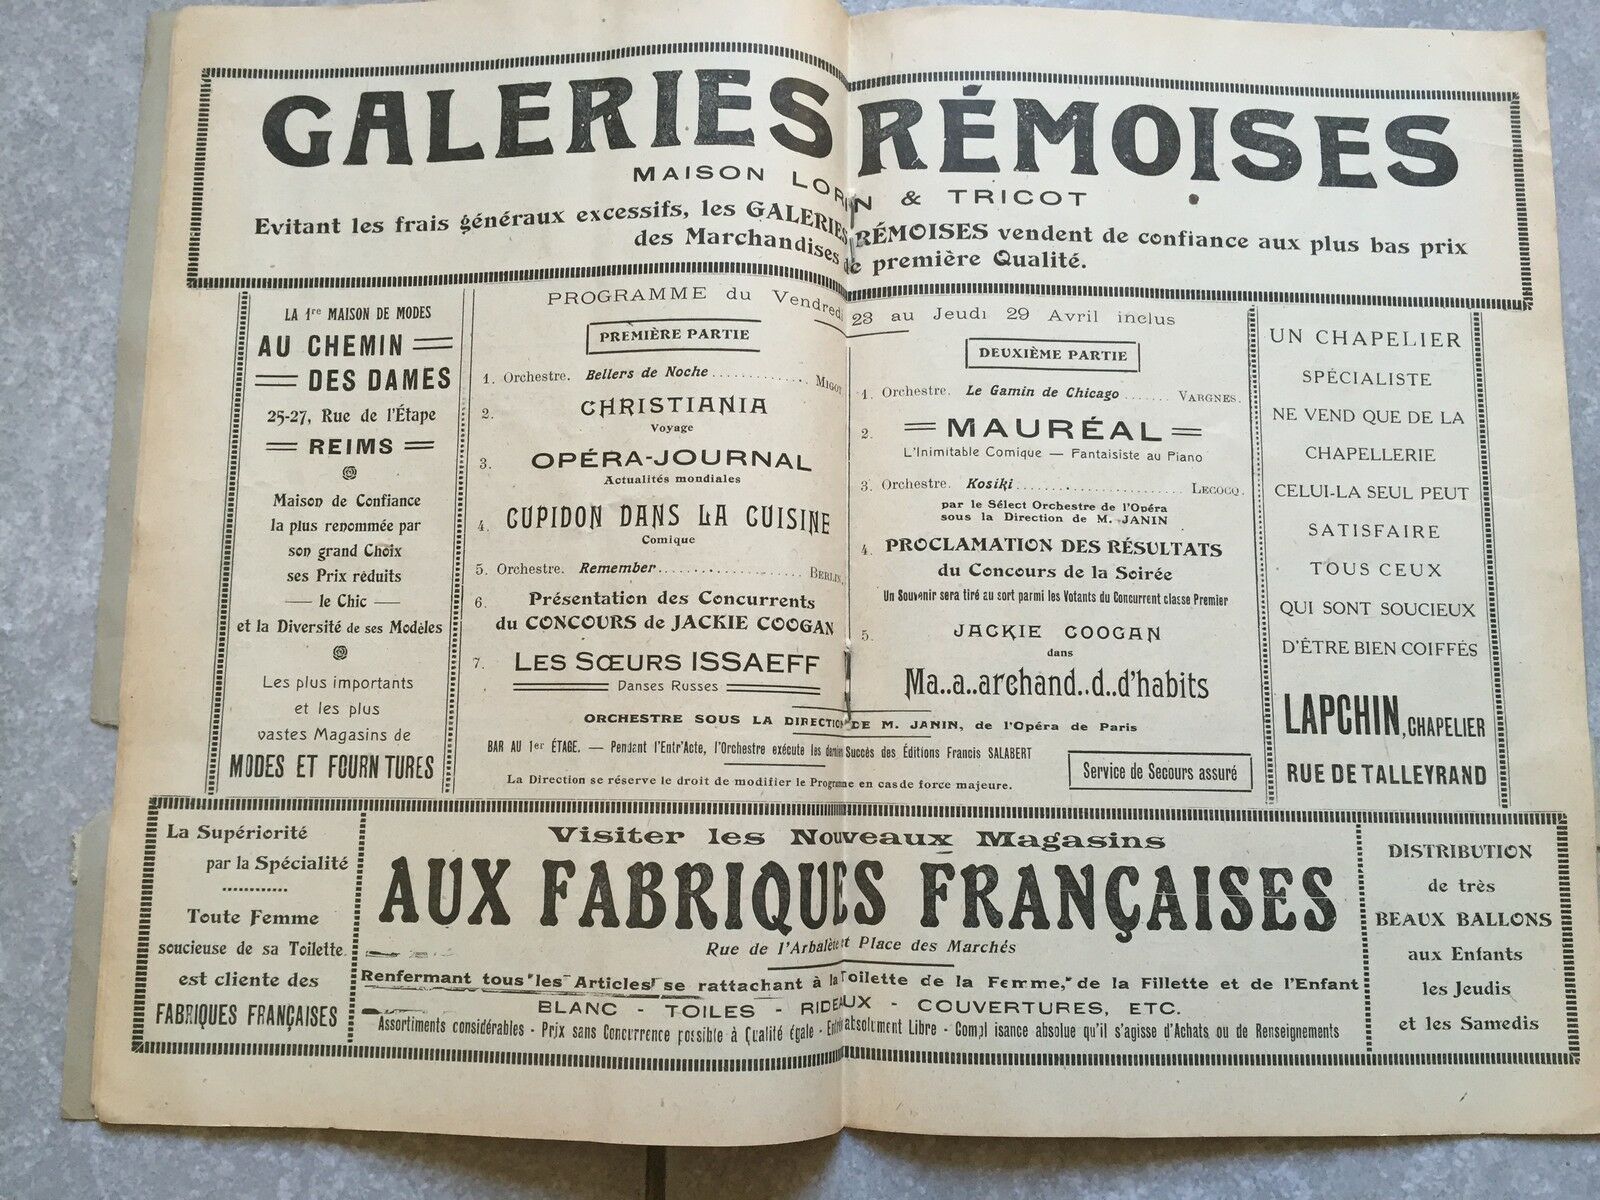 GALERIES RÉMOISES
MAISON LORIN & TRICOT
Evitant les frais généraux excessifs, les GALERIES RÉMOISES vendent de confiance aux plus bas prix
des Marchandises de première Qualité.
LA 1re MAISON DE MODES
AU CHEMIN
DES DAMES
25-27, Rue de l'Étape
REIMS
Maison de Confiance
la plus renommée par
son grand Choix
ses Prix réduits
— le Chic —
et la Diversité de ses Modèles
Les plus importants
et les plus
vastes Magasins de
MODES ET FOURNITURES
PROGRAMME du Vendredi 23 au Jeudi 29 Avril inclus
PREMIÈRE PARTIE
1. Orchestre. Bellers de Noche ............ Migot
2. CHRISTIANIA
Voyage
3. OPÉRA-JOURNAL
Actualités mondiales
4. CUPIDON DANS LA CUISINE
Comique
5. Orchestre. Remember .................... Berlin.
6. Présentation des Concurrents
du CONCOURS de JACKIE COOGAN
7. LES SŒURS ISSAEFF
Danses Russes
DEUXIÈME PARTIE
1. Orchestre. Le Gamin de Chicago ...... Vargnes.
2. MAURÉAL
L'Inimitable Comique — Fantaisiste au Piano
3. Orchestre. Kosiki ........................ Lecocq.
par le Sélect Orchestre de l'Opéra
sous la Direction de M. JANIN
4. PROCLAMATION DES RÉSULTATS
du Concours de la Soirée
Un Souvenir sera tiré au sort parmi les Votants du Concurrent classe Premier
5. JACKIE COOGAN
dans
Ma..a..archand..d..d'habits
ORCHESTRE SOUS LA DIRECTION DE M. JANIN, de l'Opéra de Paris
BAR AU 1er ÉTAGE. — Pendant l'Entr'Acte, l'Orchestre exécute les derniers Succès des Éditions Francis SALABERT
La Direction se réserve le droit de modifier le Programme en cas de force majeure.
Service de Secours assuré
UN CHAPELIER
SPÉCIALISTE
NE VEND QUE DE LA
CHAPELLERIE
CELUI-LA SEUL PEUT
SATISFAIRE
TOUS CEUX
QUI SONT SOUCIEUX
D'ÊTRE BIEN COIFFÉS
LAPCHIN, CHAPELIER
RUE DE TALLEYRAND
La Supériorité
par la Spécialité
Toute Femme
soucieuse de sa Toilette
est cliente des
FABRIQUES FRANÇAISES
Visiter les Nouveaux Magasins
AUX FABRIQUES FRANÇAISES
Rue de l'Arbalète et Place des Marchés
Renfermant tous les Articles se rattachant à la Toilette de la Femme, de la Fillette et de l'Enfant
BLANC - TOILES - RIDEAUX - COUVERTURES, ETC.
Assortiments considérables - Prix sans Concurrence possible à Qualité égale - Entrée absolument Libre - Compl isance absolue qu'il s'agisse d'Achats ou de Renseignements
DISTRIBUTION
de très
BEAUX BALLONS
aux Enfants
les Jeudis
et les Samedis